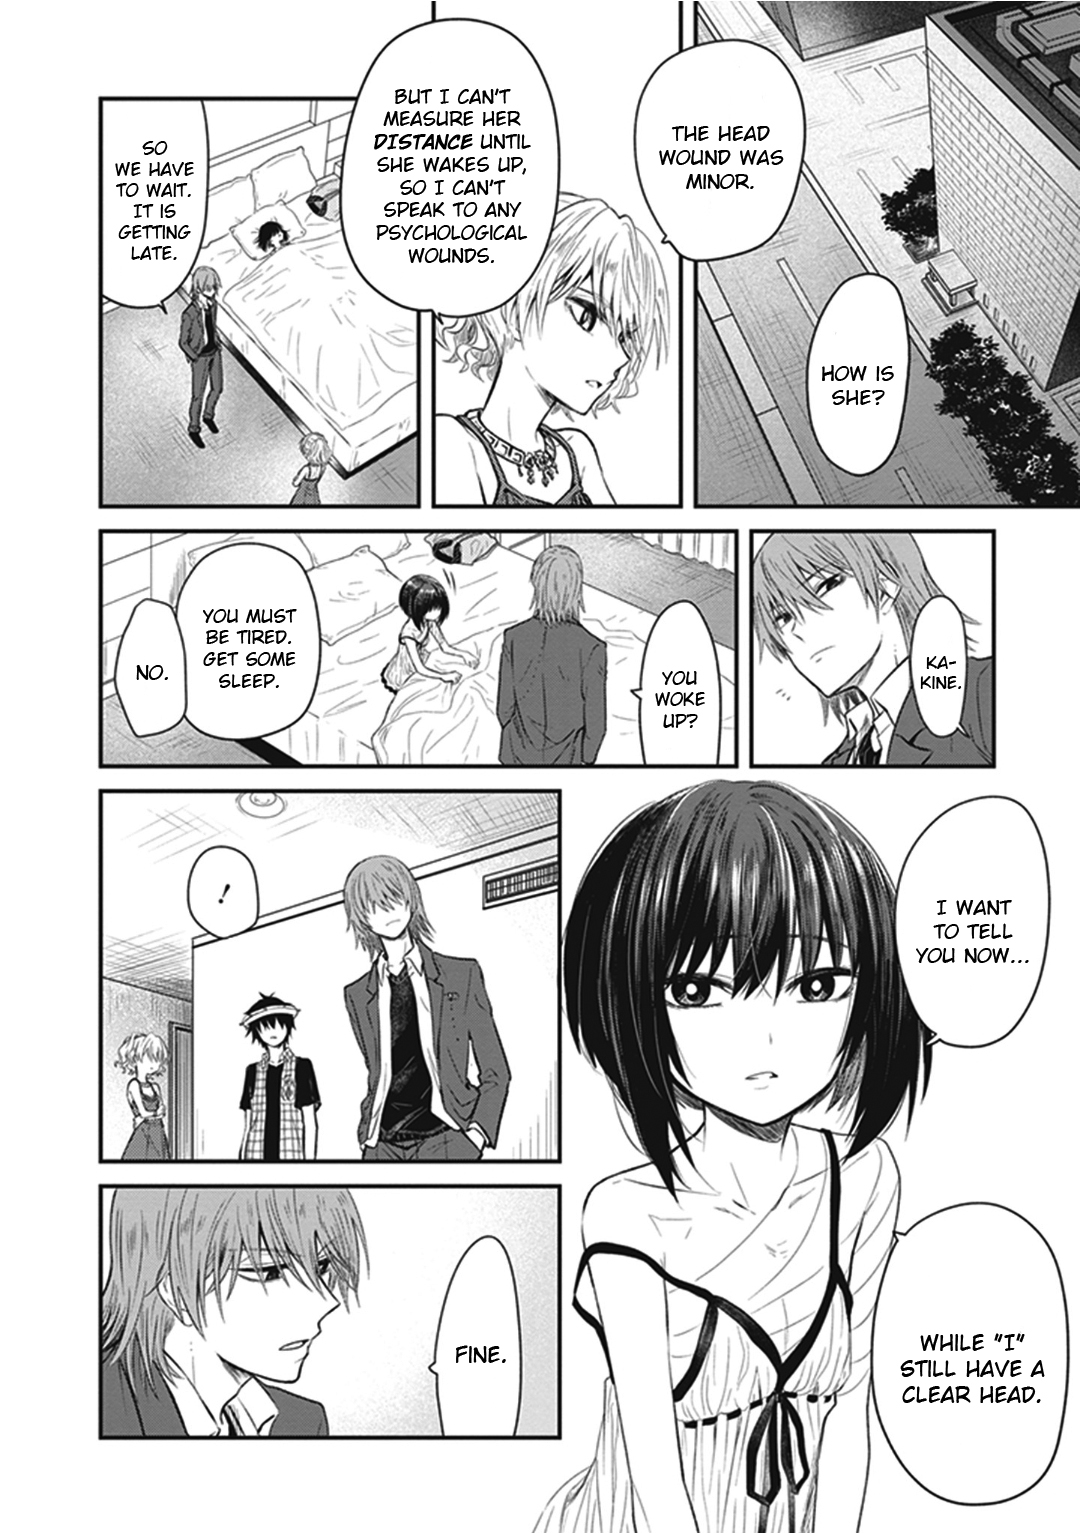 HOW IS
SHE?
THE HEAD
WOUND WAS
MINOR.
BUT I CAN'T
MEASURE HER
DISTANCE UNTIL
SHE WAKES UP,
SO I CAN'T
SPEAK TO ANY
PSYCHOLOGICAL
WOUNDS.
SO
WE HAVE
TO WAIT.
IT IS
GETTING
LATE.
KA-
KINE.
YOU
WOKE
UP?
YOU MUST
BE TIRED.
GET SOME
SLEEP.
NO.
I WANT
TO TELL
YOU NOW...
WHILE "I"
STILL HAVE A
CLEAR HEAD.
!
FINE.